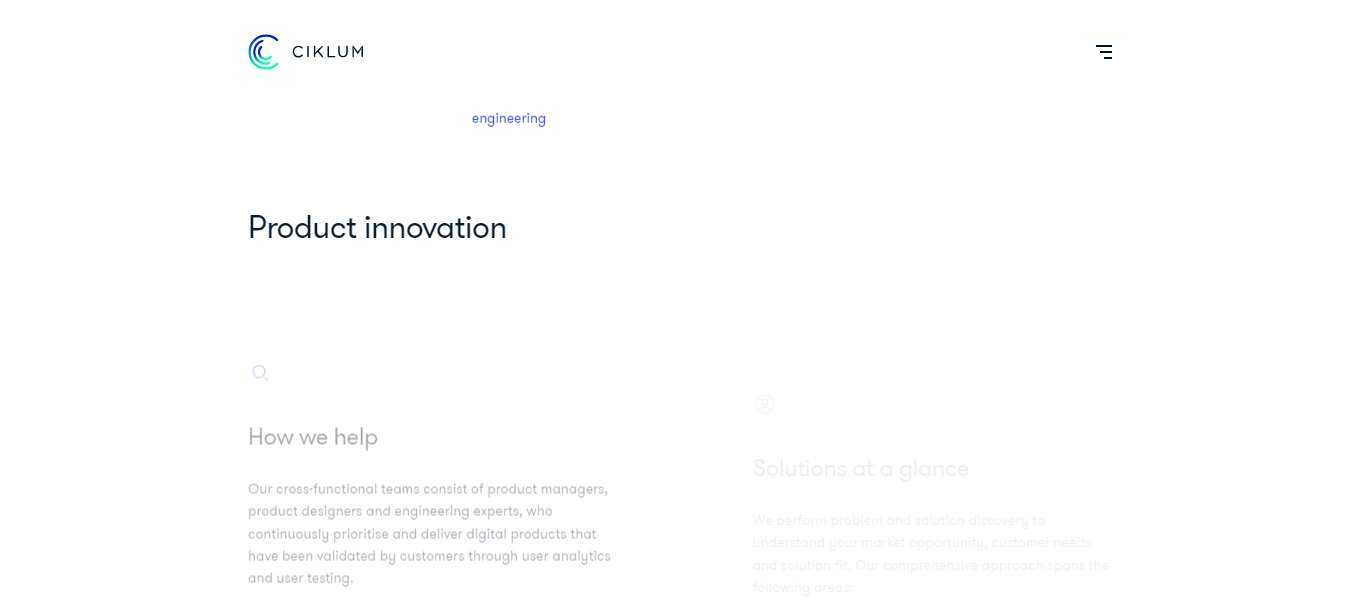 CIKLUM
engineering
Product innovation
How we help
Our cross-functional teams consist of product managers,
product designers and engineering experts, who
continuously prioritise and deliver digital products that
have been validated by customers through user analytics
and user testing.
Solutions at a glance
We perform problem and solution discovery to
understand your market opportunity, customer needs
and solution fit. Our comprehensive approach spans the
following areas: